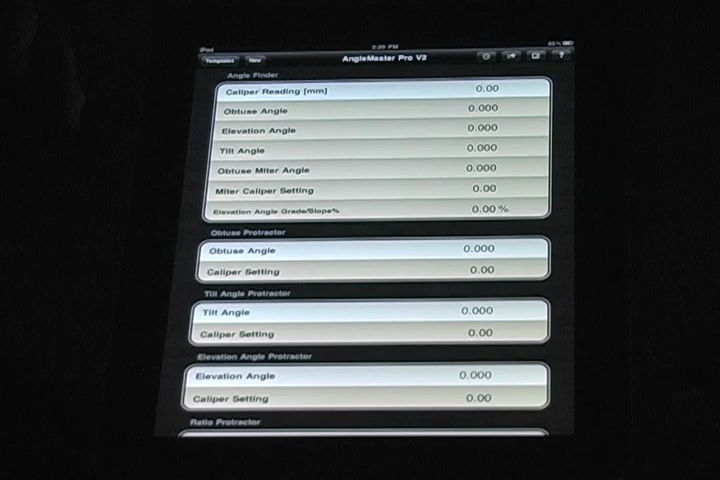 iPod 5:39 PM
Templates New AngleMaster Pro V2 ?
Angle Finder
Caliper Reading [mm] 0.00
Obtuse Angle 0.000
Elevation Angle 0.000
Tilt Angle 0.000
Obtuse Miter Angle 0.000
Miter Caliper Setting 0.00
Elevation Angle Grade/Slope% 0.00 %
Obtuse Protractor
Obtuse Angle 0.000
Caliper Setting 0.00
Tilt Angle Protractor
Tilt Angle 0.000
Caliper Setting 0.00
Elevation Angle Protractor
Elevation Angle 0.000
Caliper Setting 0.00
Ratio Protractor